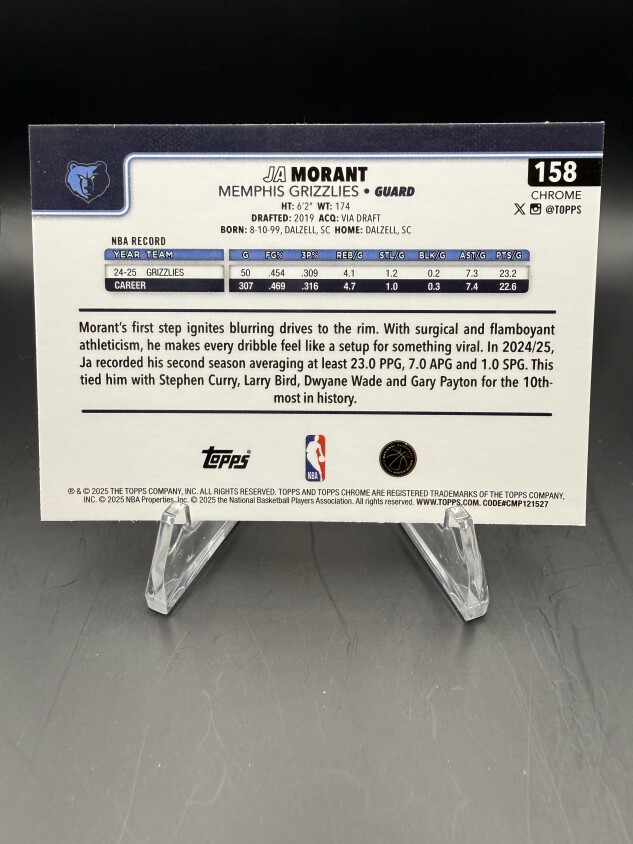 JA MORANT
158
MEMPHIS GRIZZLIES • GUARD
CHROME
HT: 6'2" WT: 174
@TOPPS
DRAFTED: 2019 ACQ: VIA DRAFT
BORN: 8-10-99, DALZELL, SC HOME: DALZELL, SC
NBA RECORD
YEAR TEAM G FG% 3P% REB/G STL/G BLK/G AST/G PTS/G
24-25 GRIZZLIES 50 .454 .309 4.1 1.2 0.2 7.3 23.2
CAREER 307 .469 .316 4.7 1.0 0.3 7.4 22.6
Morant's first step ignites blurring drives to the rim. With surgical and flamboyant
athleticism, he makes every dribble feel like a setup for something viral. In 2024/25,
Ja recorded his second season averaging at least 23.0 PPG, 7.0 APG and 1.0 SPG. This
tied him with Stephen Curry, Larry Bird, Dwyane Wade and Gary Payton for the 10th-
most in history.
topps®
NBA
® & © 2025 THE TOPPS COMPANY, INC. ALL RIGHTS RESERVED. TOPPS AND TOPPS CHROME ARE REGISTERED TRADEMARKS OF THE TOPPS COMPANY,
INC. © 2025 NBA Properties, Inc. © 2025 the National Basketball Players Association. All rights reserved. WWW.TOPPS.COM. CODE#CMP121527